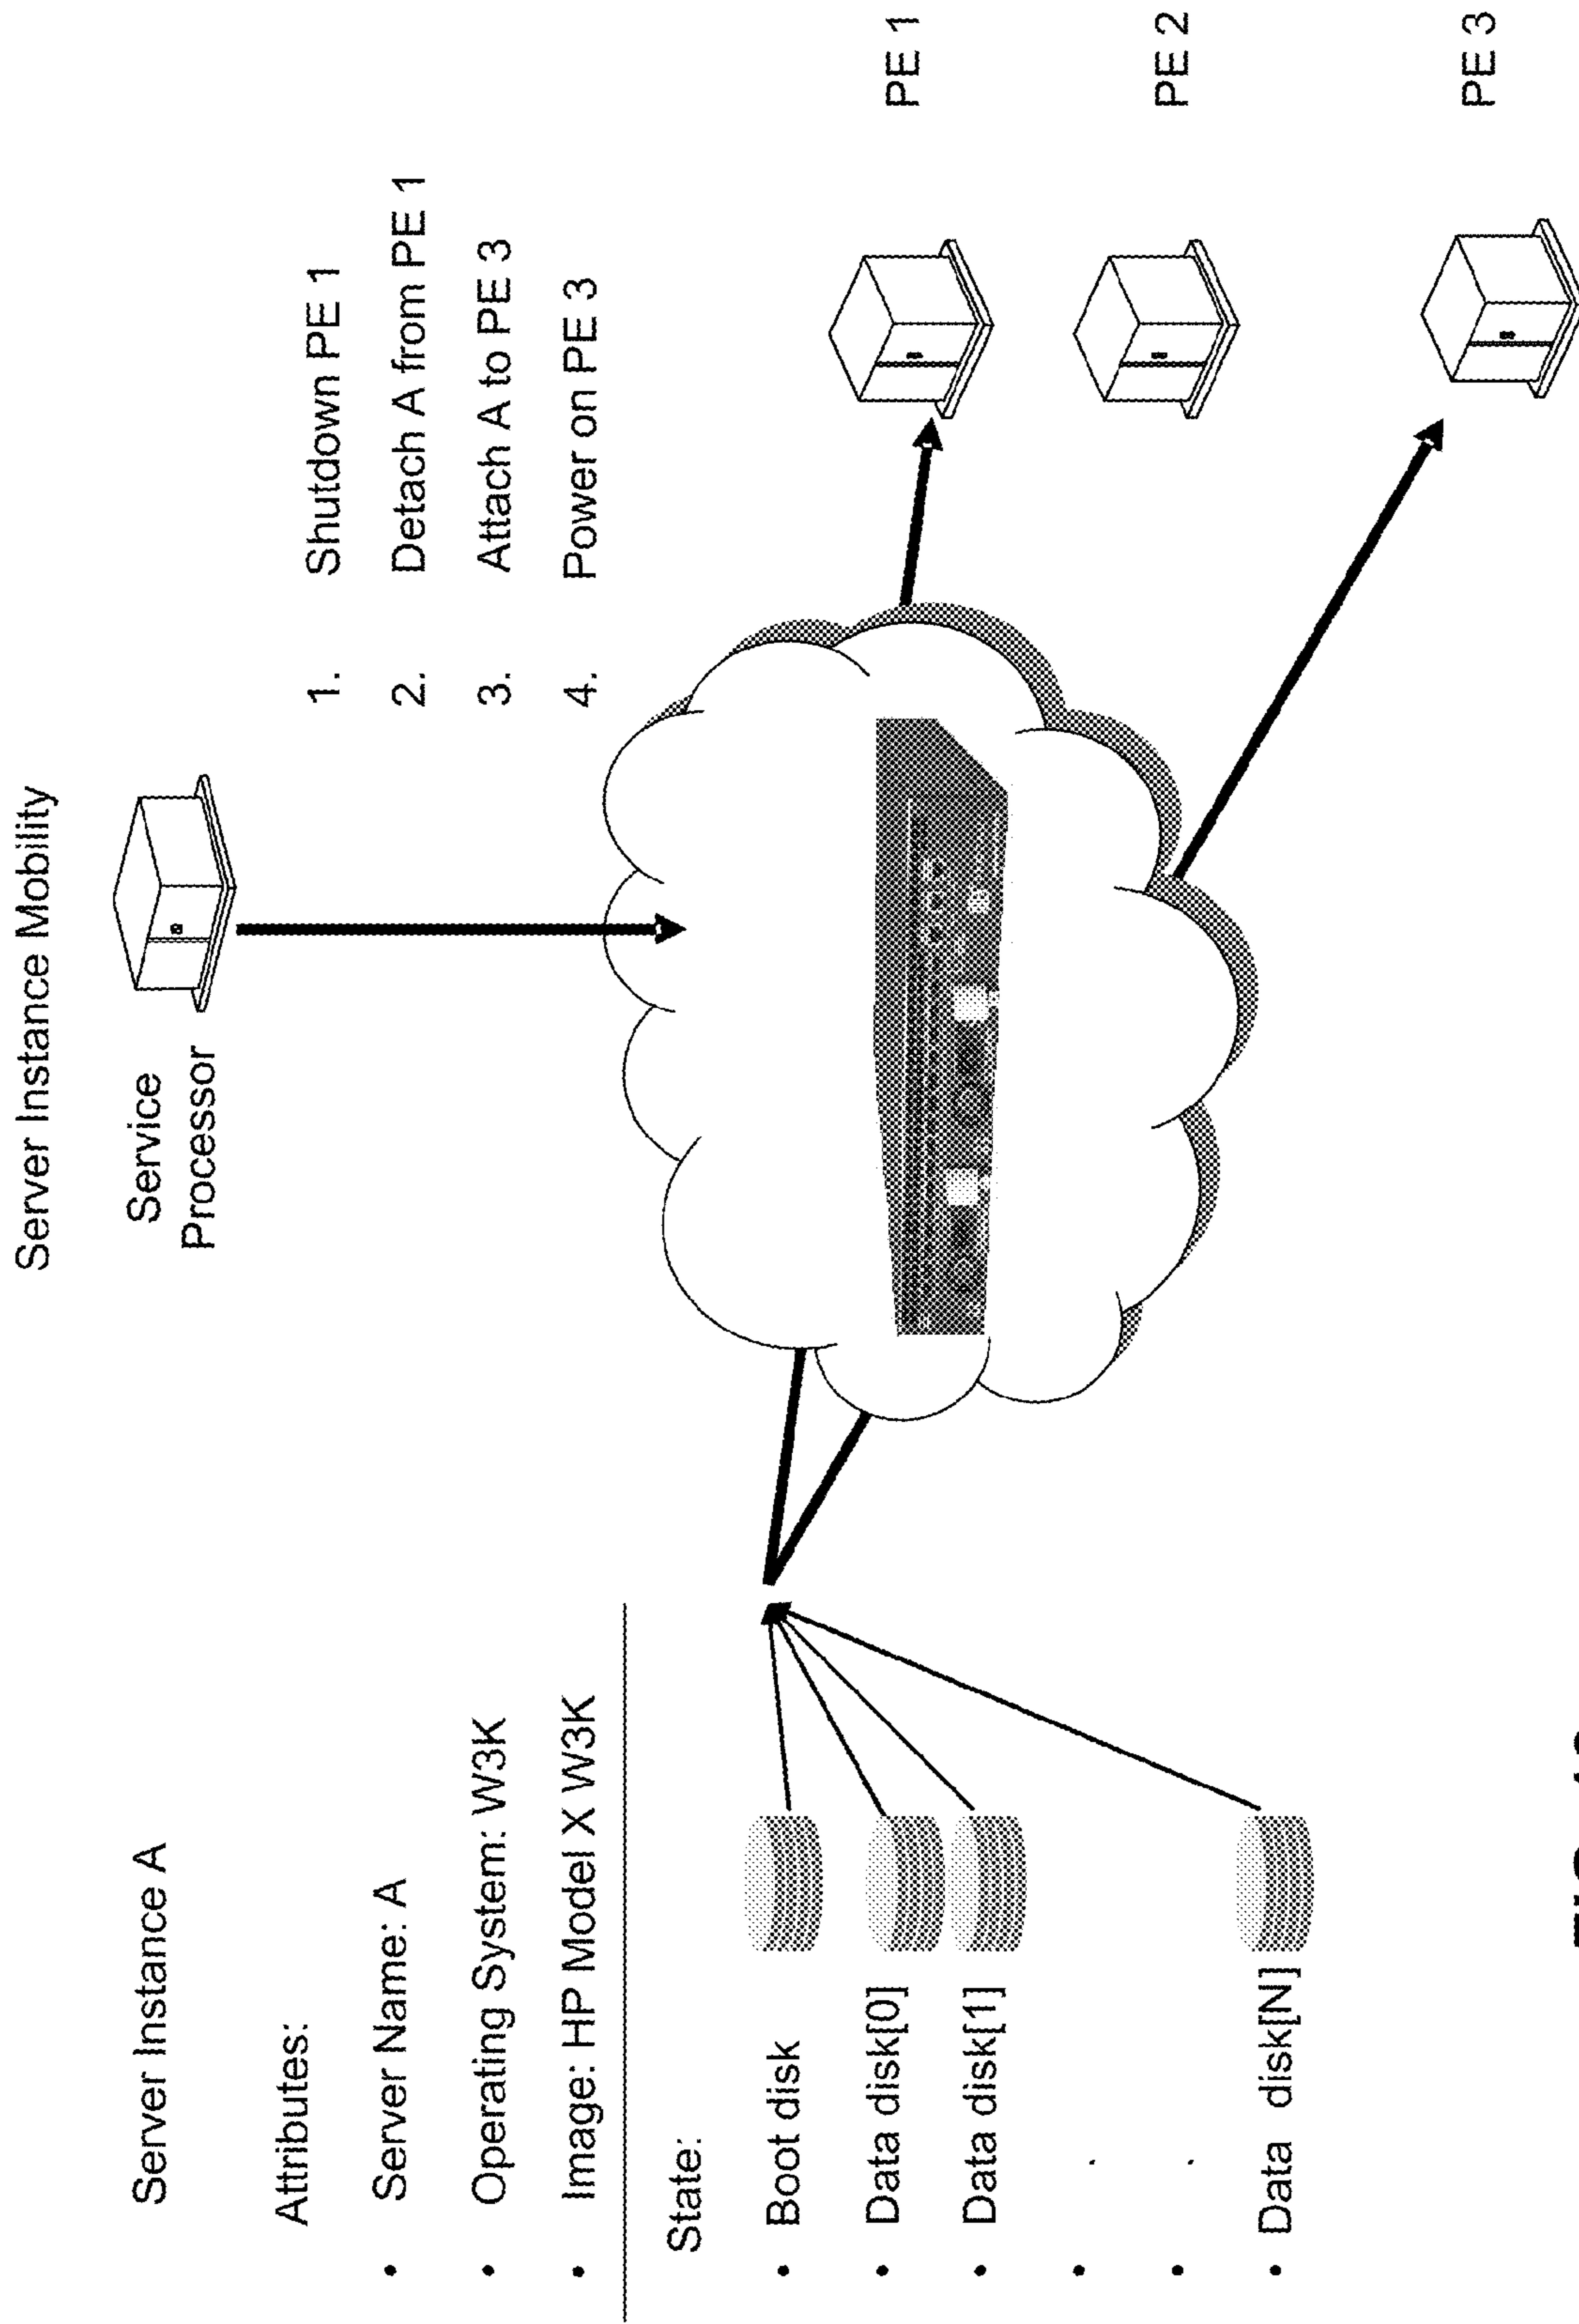 Server Instance Mobility
Service
Processor
1. Shutdown PE 1
2. Detach A from PE 1
3. Attach A to PE 3
4. Power on PE 3
Server Instance A
Attributes:
• Server Name: A
• Operating System: W3K
• Image: HP Model X W3K
State:
• Boot disk
• Data disk[0]
• Data disk[1]
• .
• .
• Data disk[N]
PE 1
PE 2
PE 3